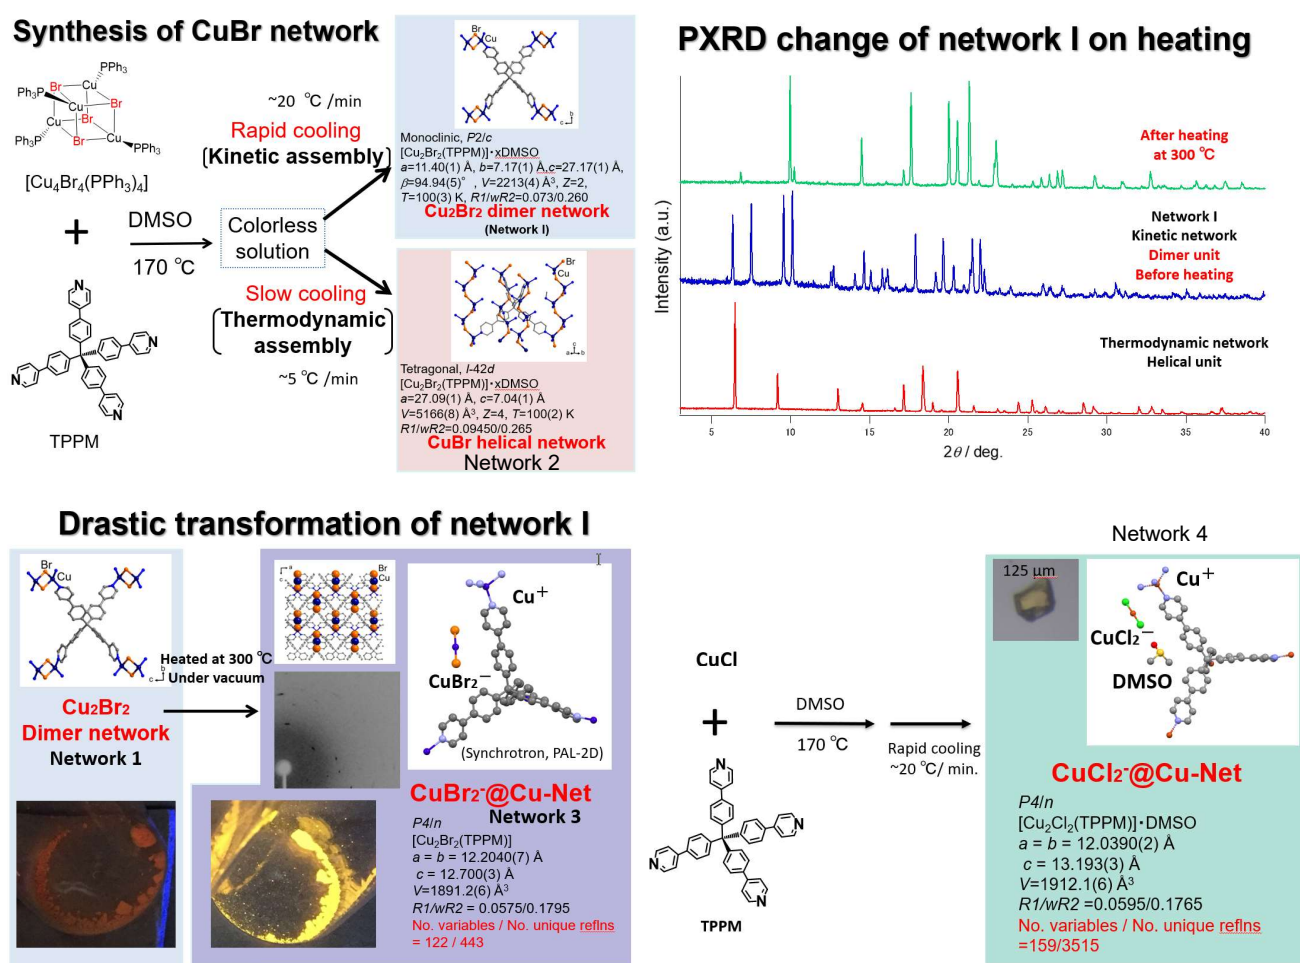 Synthesis of CuBr network
PPh₃
Ph₃P
Br
Cu
PPh₃
Cu
Br
Br
Cu
Ph₃P
Br
Cu
PPh₃
[Cu₄Br₄(PPh₃)₄]
+
DMSO
170 ℃
Colorless
solution
N
N
N
N
TPPM
~20 ℃ /min
Rapid cooling
(Kinetic assembly)
Slow cooling
(Thermodynamic
assembly)
~5 ℃ /min
Br
Cu
c
b
Monoclinic, P2/c
[Cu₂Br₂(TPPM)]・xDMSO
a=11.40(1) Å, b=7.17(1) Å,c=27.17(1) Å,
β=94.94(5)° , V=2213(4) Å³, Z=2,
T=100(3) K, R1/wR2=0.073/0.260
Cu₂Br₂ dimer network
(Network I)
Br
Cu
c
a
b
Tetragonal, I-42d
[Cu₂Br₂(TPPM)]・xDMSO
a=27.09(1) Å, c=7.04(1) Å
V=5166(8) Å³, Z=4, T=100(2) K
R1/wR2=0.09450/0.265
CuBr helical network
Network 2
PXRD change of network I on heating
After heating
at 300 ℃
Network I
Kinetic network
Dimer unit
Before heating
Thermodynamic network
Helical unit
Intensity (a.u.)
5 10 15 20 25 30 35 40
2θ / deg.
Drastic transformation of network I
Br
Cu
b
c
Cu₂Br₂
Dimer network
Network 1
Heated at 300 ℃
Under vacuum
a
c
Br
Cu
Cu⁺
CuBr₂⁻
(Synchrotron, PAL-2D)
CuBr₂⁻@Cu-Net
Network 3
P4/n
[Cu₂Br₂(TPPM)]
a = b = 12.2040(7) Å
c = 12.700(3) Å
V=1891.2(6) Å³
R1/wR2 = 0.0575/0.1795
No. variables / No. unique reflns
= 122 / 443
CuCl
+
N
N
N
N
TPPM
DMSO
170 ℃
Rapid cooling
~20 ℃/ min.
Network 4
125 μm
Cu⁺
CuCl₂⁻
DMSO
CuCl₂⁻@Cu-Net
P4/n
[Cu₂Cl₂(TPPM)]・DMSO
a = b = 12.0390(2) Å
c = 13.193(3) Å
V=1912.1(6) Å³
R1/wR2 =0.0595/0.1765
No. variables / No. unique reflns
=159/3515